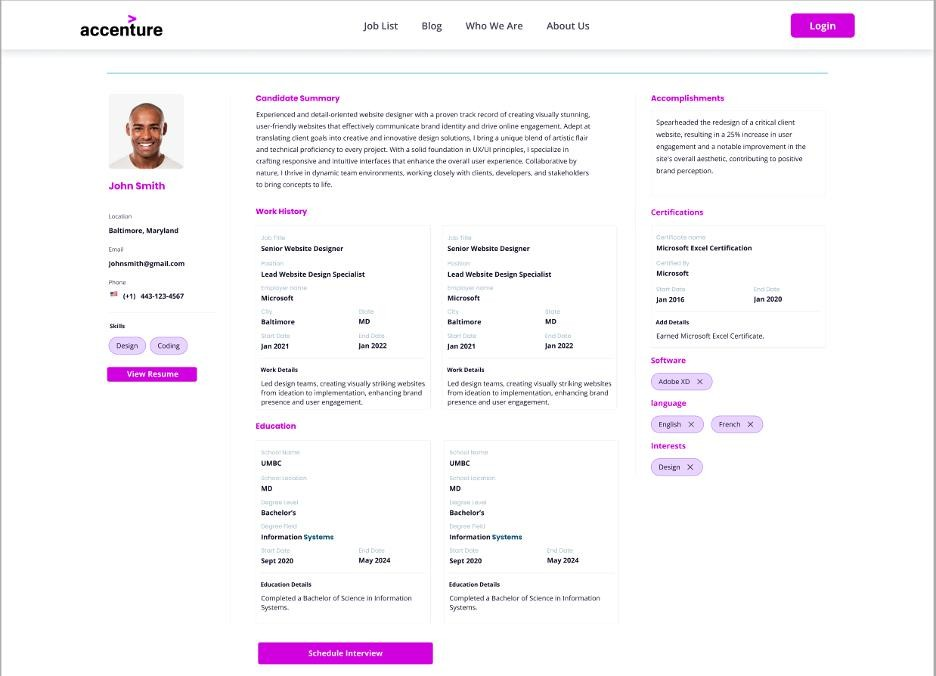 accenture
Job List Blog Who We Are About Us
Login
John Smith
Location
Baltimore, Maryland
Email
johnsmith@gmail.com
Phone
(+1) 443-123-4567
Skills
Design Coding
View Resume
Candidate Summary
Experienced and detail-oriented website designer with a proven track record of creating visually stunning,
user-friendly websites that effectively communicate brand identity and drive online engagement. Adept at
translating client goals into creative and innovative design solutions, I bring a unique blend of artistic flair
and technical proficiency to every project. With a solid foundation in UX/UI principles, I specialize in
crafting responsive and intuitive interfaces that enhance the overall user experience. Collaborative by
nature, I thrive in dynamic team environments, working closely with clients, developers, and stakeholders
to bring concepts to life.
Work History
Job Title
Senior Website Designer
Position
Lead Website Design Specialist
Employer name
Microsoft
City State
Baltimore MD
Start Date End Date
Jan 2021 Jan 2022
Work Details
Led design teams, creating visually striking websites
from ideation to implementation, enhancing brand
presence and user engagement.
Job Title
Senior Website Designer
Position
Lead Website Design Specialist
Employer name
Microsoft
City State
Baltimore MD
Start Date End Date
Jan 2021 Jan 2022
Work Details
Led design teams, creating visually striking websites
from ideation to implementation, enhancing brand
presence and user engagement.
Education
School Name
UMBC
School Location
MD
Degree Level
Bachelor's
Degree Field
Information Systems
Start Date End Date
Sept 2020 May 2024
Education Details
Completed a Bachelor of Science in Information
Systems.
School Name
UMBC
School Location
MD
Degree Level
Bachelor's
Degree Field
Information Systems
Start Date End Date
Sept 2020 May 2024
Education Details
Completed a Bachelor of Science in Information
Systems.
Schedule Interview
Accomplishments
Spearheaded the redesign of a critical client
website, resulting in a 25% increase in user
engagement and a notable improvement in the
site's overall aesthetic, contributing to positive
brand perception.
Certifications
Certificate name
Microsoft Excel Certification
Certified By
Microsoft
Start Date End Date
Jan 2016 Jan 2020
Add Details
Earned Microsoft Excel Certificate.
Software
Adobe XD
language
English French
Interests
Design